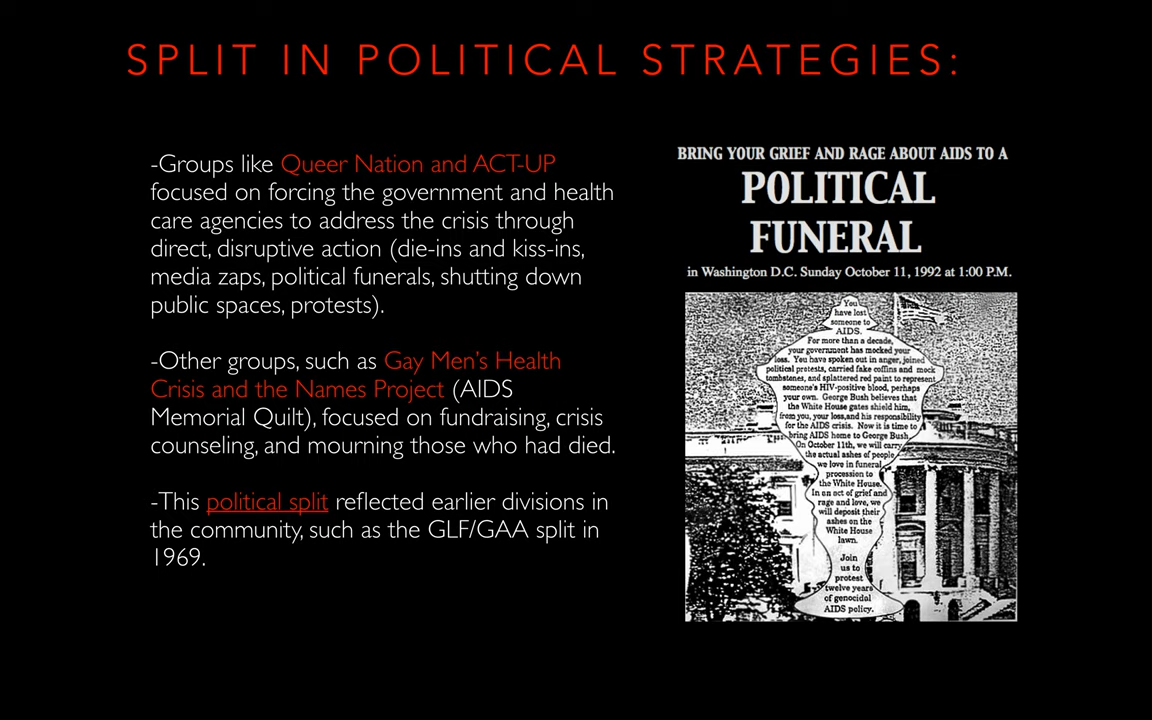 SPLIT IN POLITICAL STRATEGIES:
-Groups like Queer Nation and ACT-UP
focused on forcing the government and health
care agencies to address the crisis through
direct, disruptive action (die-ins and kiss-ins,
media zaps, political funerals, shutting down
public spaces, protests).
-Other groups, such as Gay Men's Health
Crisis and the Names Project (AIDS
Memorial Quilt), focused on fundraising, crisis
counseling, and mourning those who had died.
-This political split reflected earlier divisions in
the community, such as the GLF/GAA split in
1969.
BRING YOUR GRIEF AND RAGE ABOUT AIDS TO A
POLITICAL
FUNERAL
in Washington D.C. Sunday October 11, 1992 at 1:00 P.M.
You
have lost
someone to
AIDS.
For more than a decade,
your government has mocked your
loss. You have spoken out in anger, joined
political protests, carried fake coffins and mock
tombstones, and splattered red paint to represent
someone's HIV-positive blood, perhaps
your own. George Bush believes that
the White House gates shield him,
from you, your loss, and his responsibility
for the AIDS crisis. Now it is time to
bring AIDS home to George Bush.
On October 11th, we will carry
the actual ashes of people
we love in funeral
procession to
the White House.
In an act of grief and
rage and love, we
will deposit their
ashes on the
White House
lawn.
Join
us to
protest
twelve years
of genocidal
AIDS policy.